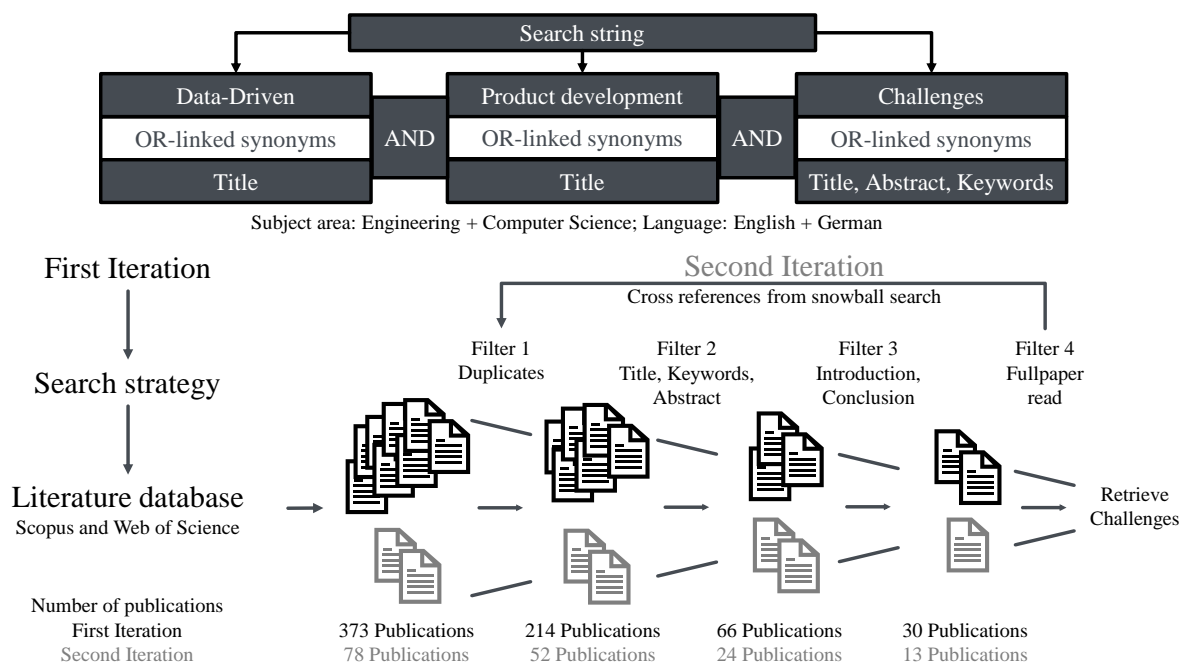 Search string
Data-Driven
OR-linked synonyms
Title
AND
Product development
OR-linked synonyms
Title
AND
Challenges
OR-linked synonyms
Title, Abstract, Keywords
Subject area: Engineering + Computer Science; Language: English + German
First Iteration
Search strategy
Literature database
Scopus and Web of Science
Second Iteration
Cross references from snowball search
Filter 1
Duplicates
Filter 2
Title, Keywords,
Abstract
Filter 3
Introduction,
Conclusion
Filter 4
Fullpaper
read
Retrieve
Challenges
Number of publications
First Iteration
Second Iteration
373 Publications
78 Publications
214 Publications
52 Publications
66 Publications
24 Publications
30 Publications
13 Publications